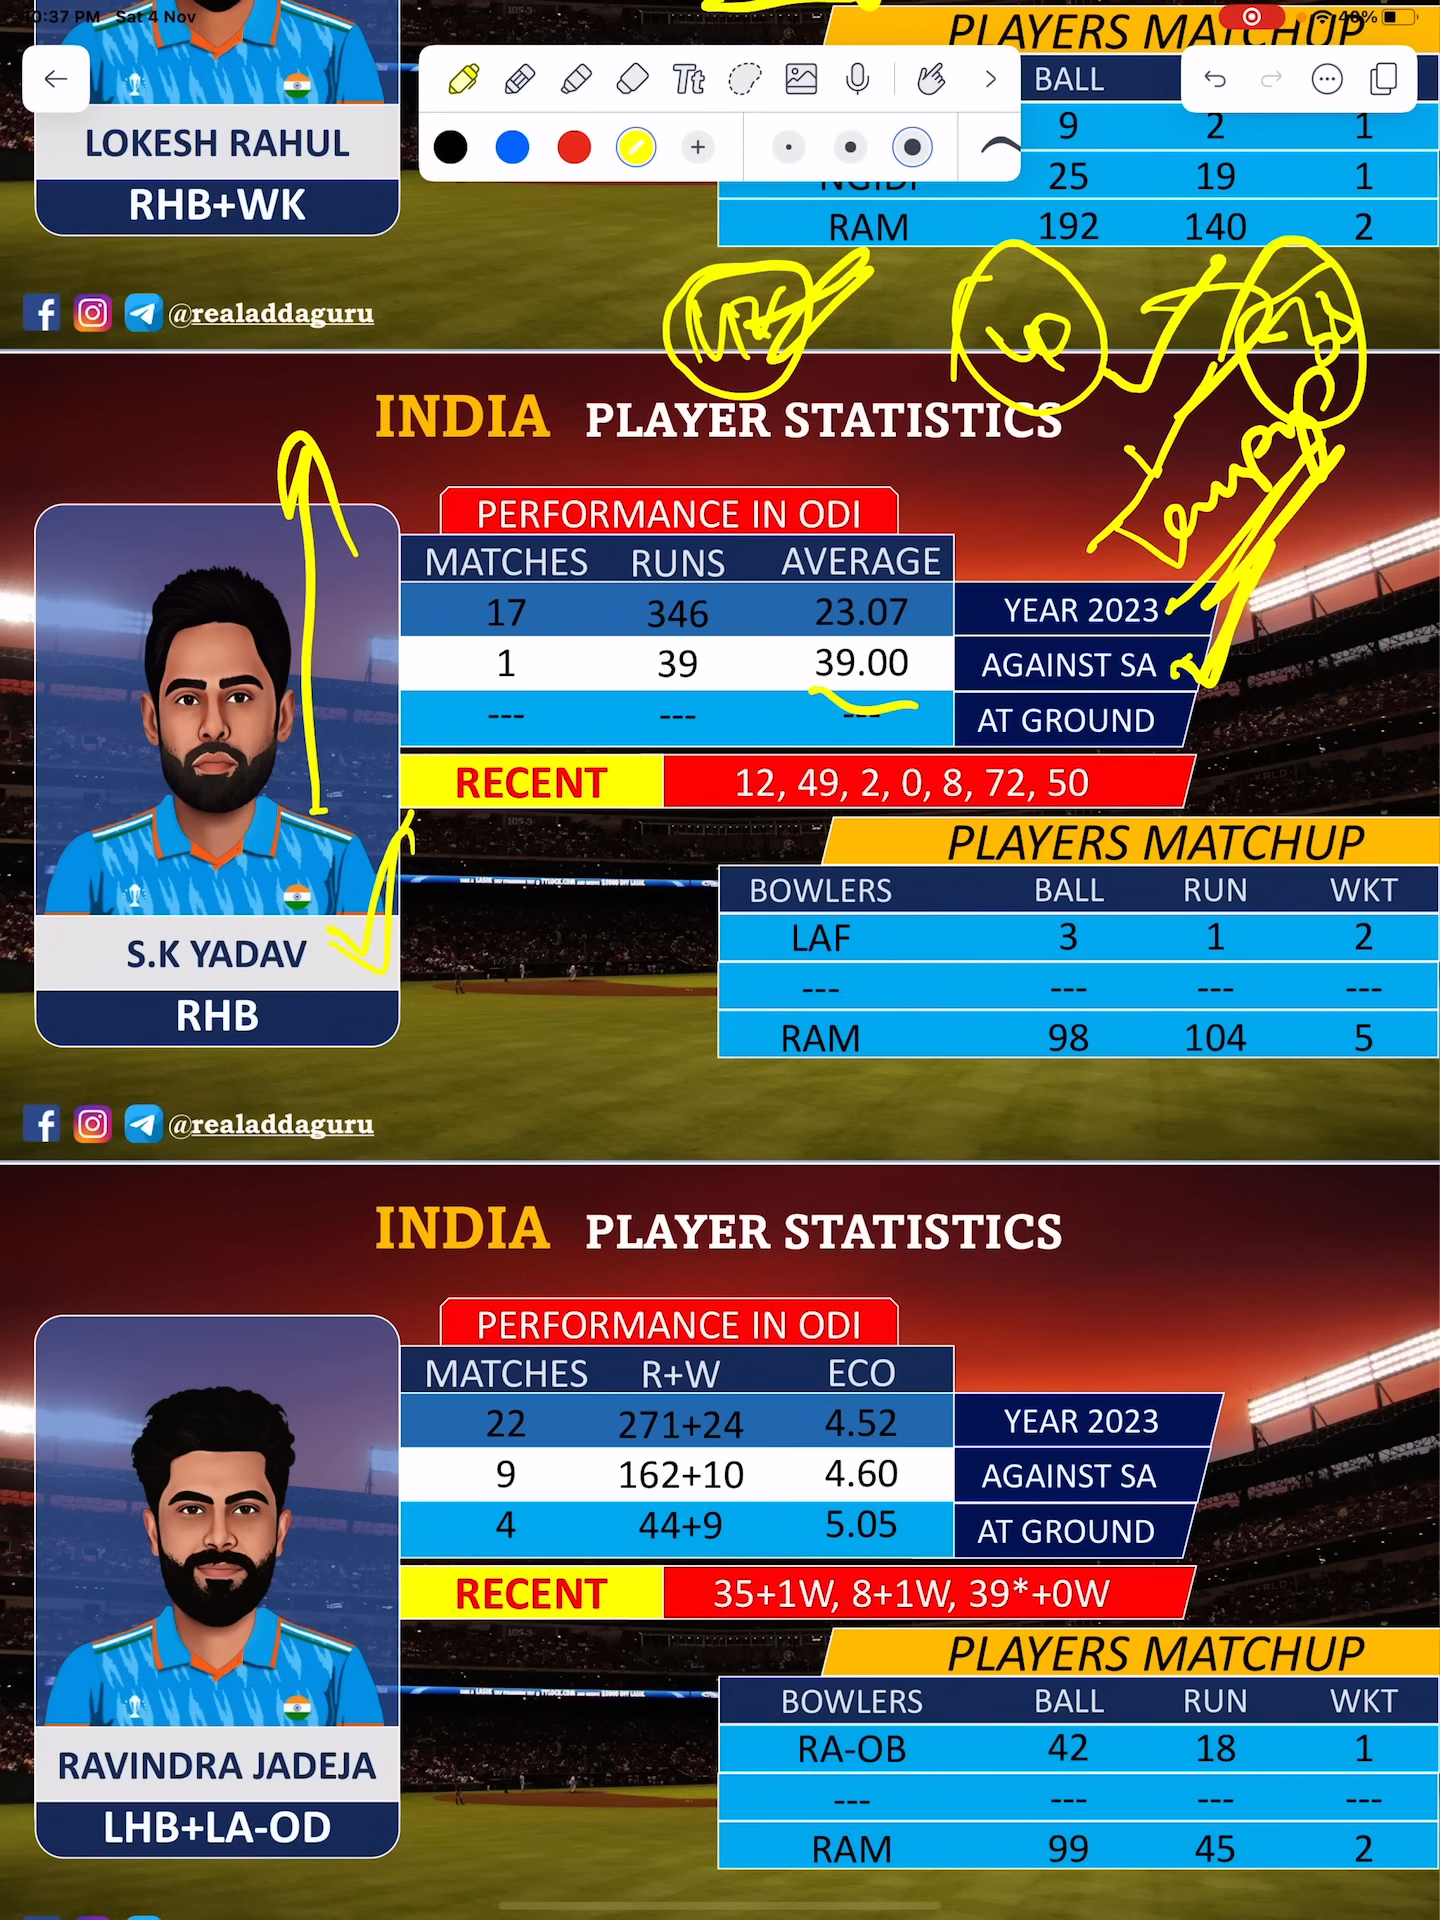 10:37 PM Sat 4 Nov
PLAYERS MATCHUP
BALL
LOKESH RAHUL
RHB+WK
9 2 1
NGIDI 25 19 1
RAM 192 140 2
@realaddaguru
INDIA PLAYER STATISTICS
PERFORMANCE IN ODI
MATCHES RUNS AVERAGE
17 346 23.07 YEAR 2023
1 39 39.00 AGAINST SA
--- --- --- AT GROUND
RECENT 12, 49, 2, 0, 8, 72, 50
PLAYERS MATCHUP
BOWLERS BALL RUN WKT
LAF 3 1 2
--- --- --- ---
RAM 98 104 5
S.K YADAV
RHB
@realaddaguru
INDIA PLAYER STATISTICS
PERFORMANCE IN ODI
MATCHES R+W ECO
22 271+24 4.52 YEAR 2023
9 162+10 4.60 AGAINST SA
4 44+9 5.05 AT GROUND
RECENT 35+1W, 8+1W, 39*+0W
PLAYERS MATCHUP
BOWLERS BALL RUN WKT
RA-OB 42 18 1
--- --- --- ---
RAM 99 45 2
RAVINDRA JADEJA
LHB+LA-OD